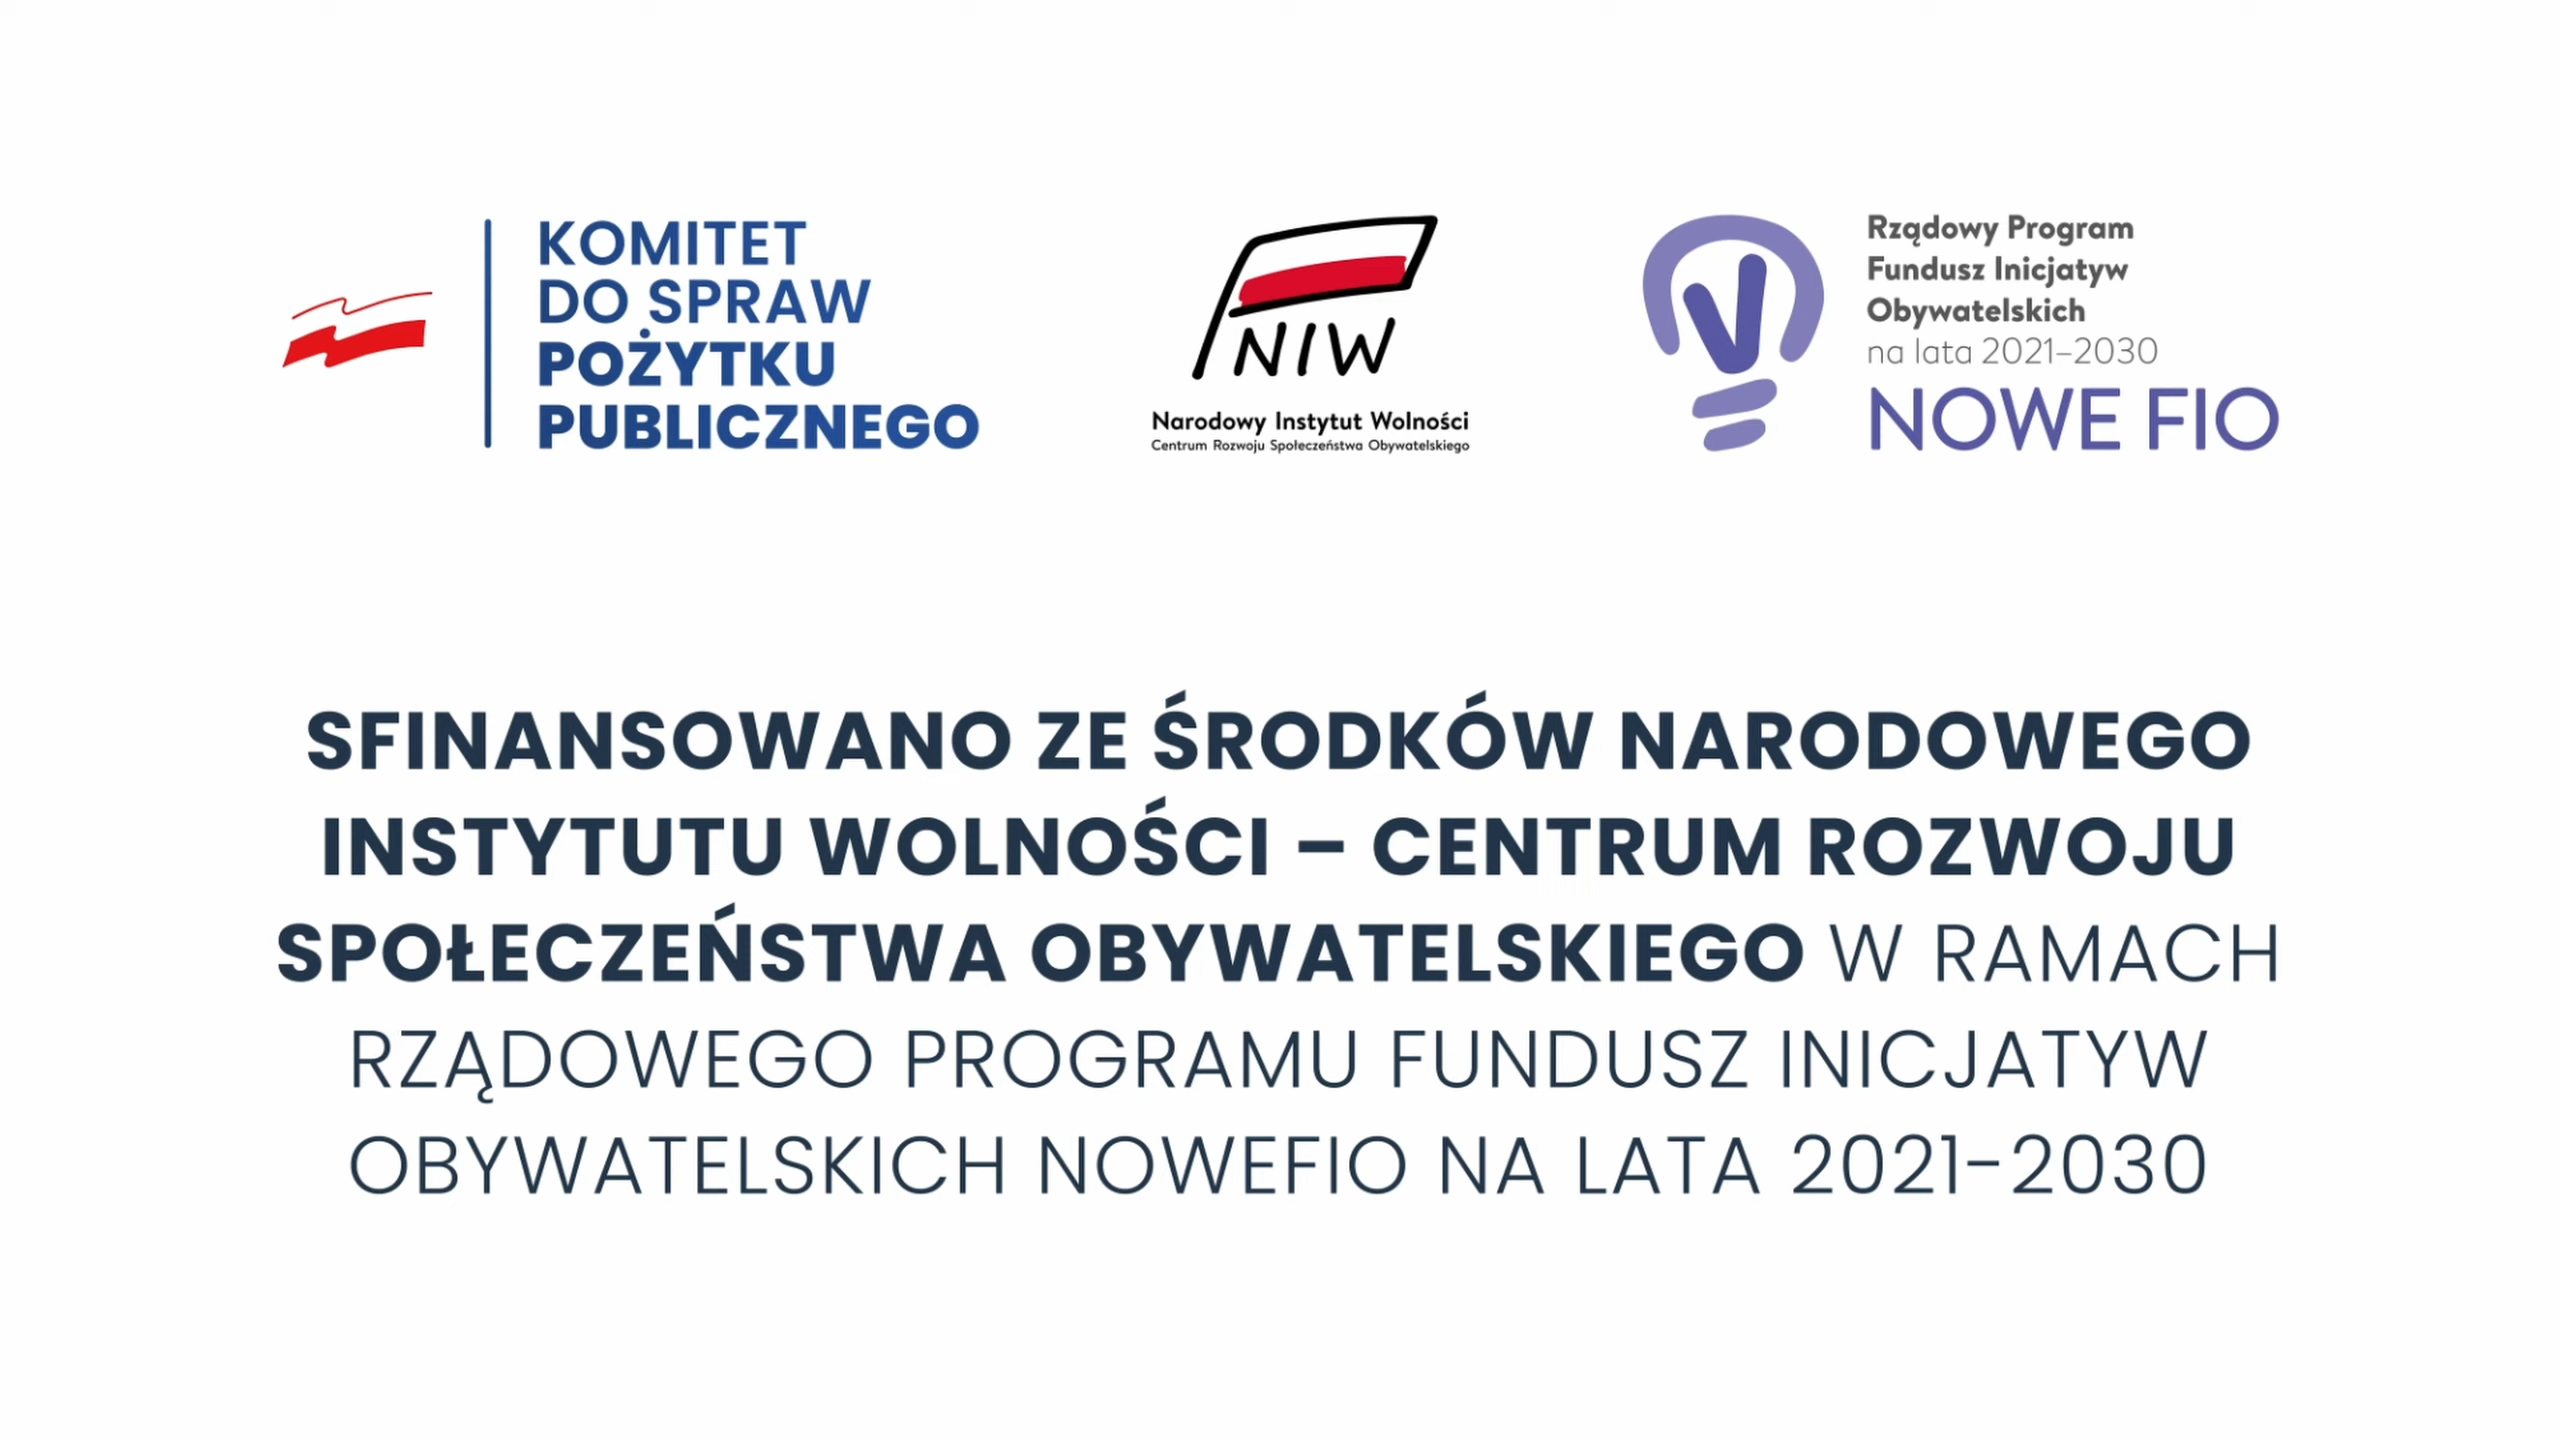 KOMITET
DO SPRAW
POŻYTKU
PUBLICZNEGO
NIW
Narodowy Instytut Wolności
Centrum Rozwoju Społeczeństwa Obywatelskiego
Rządowy Program
Fundusz Inicjatyw
Obywatelskich
na lata 2021–2030
NOWE FIO
SFINANSOWANO ZE ŚRODKÓW NARODOWEGO
INSTYTUTU WOLNOŚCI – CENTRUM ROZWOJU
SPOŁECZEŃSTWA OBYWATELSKIEGO W RAMACH
RZĄDOWEGO PROGRAMU FUNDUSZ INICJATYW
OBYWATELSKICH NOWEFIO NA LATA 2021-2030